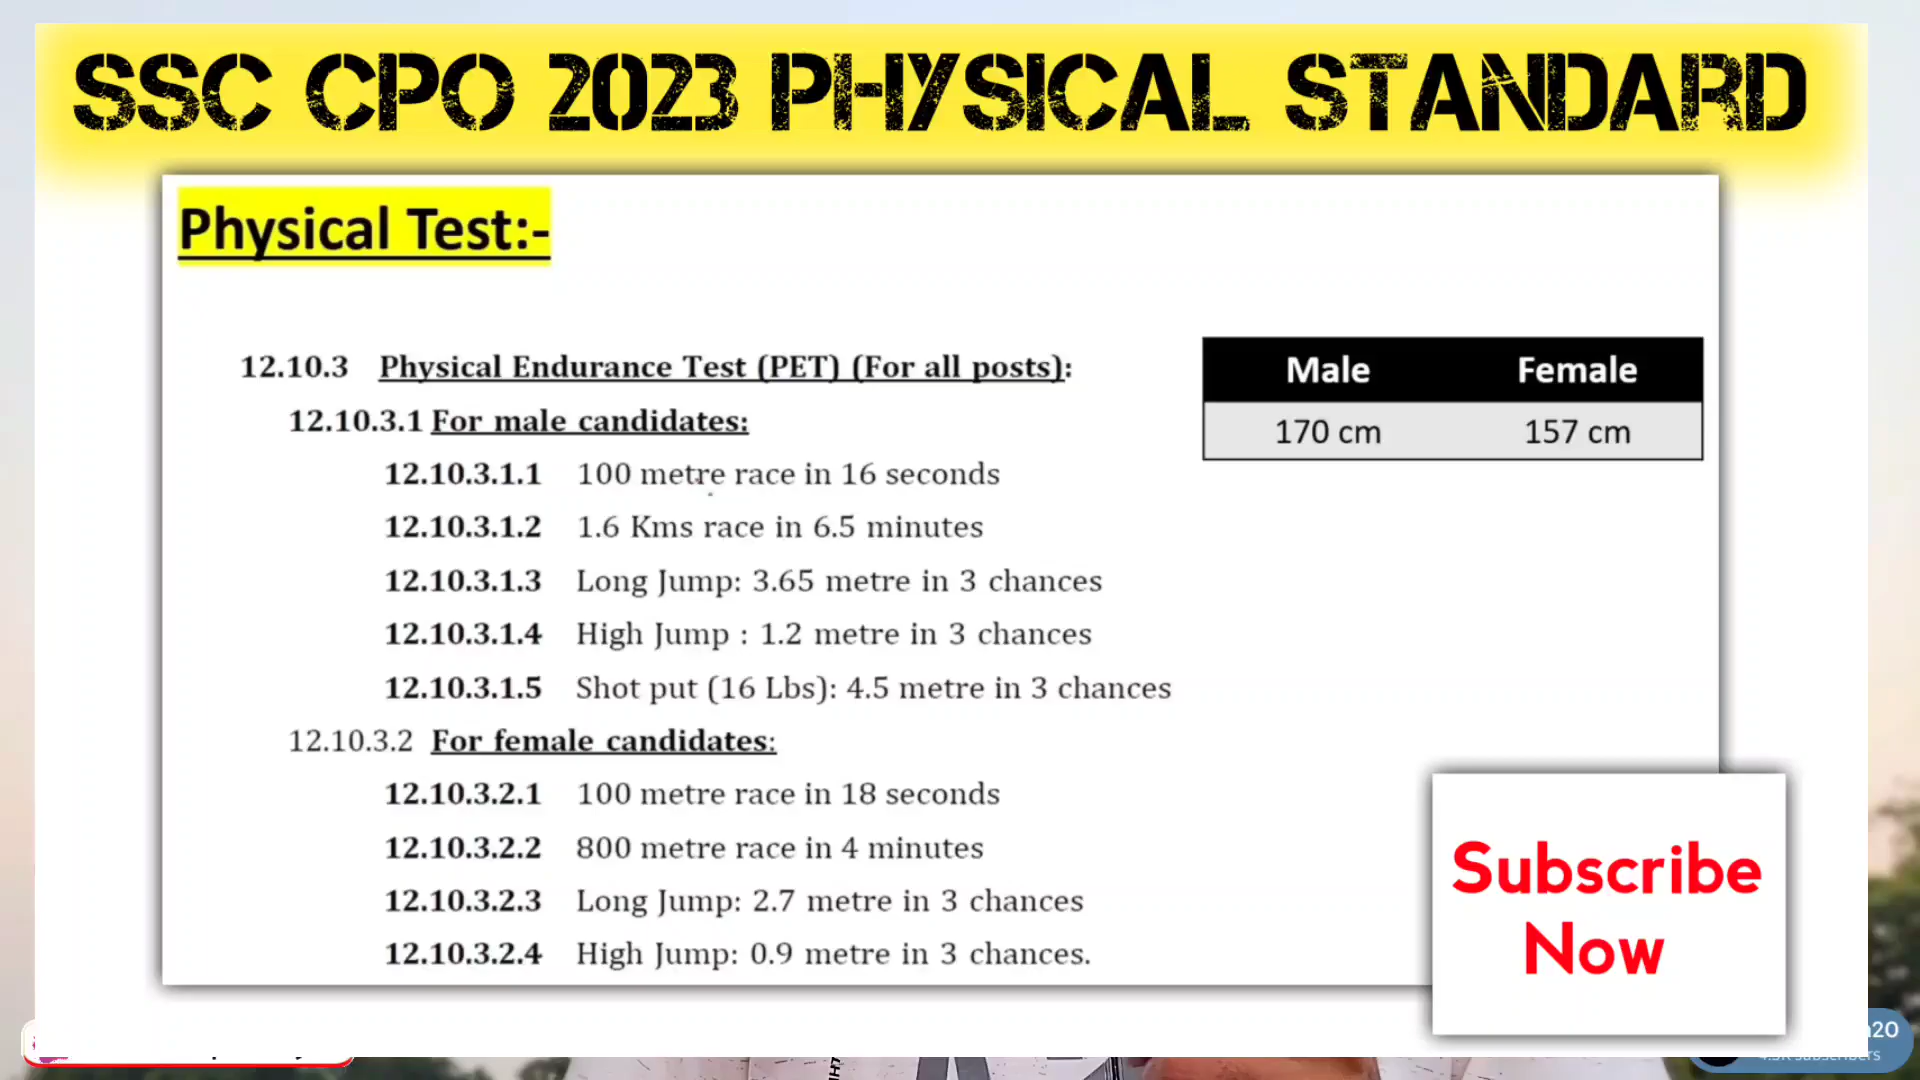 SSC CPO 2023 PHYSICAL STANDARD
Physical Test:-
12.10.3 Physical Endurance Test (PET) (For all posts):
Male Female
170 cm 157 cm
12.10.3.1 For male candidates:
12.10.3.1.1 100 metre race in 16 seconds
12.10.3.1.2 1.6 Kms race in 6.5 minutes
12.10.3.1.3 Long Jump: 3.65 metre in 3 chances
12.10.3.1.4 High Jump : 1.2 metre in 3 chances
12.10.3.1.5 Shot put (16 Lbs): 4.5 metre in 3 chances
12.10.3.2 For female candidates:
12.10.3.2.1 100 metre race in 18 seconds
12.10.3.2.2 800 metre race in 4 minutes
12.10.3.2.3 Long Jump: 2.7 metre in 3 chances
12.10.3.2.4 High Jump: 0.9 metre in 3 chances.
Subscribe
Now